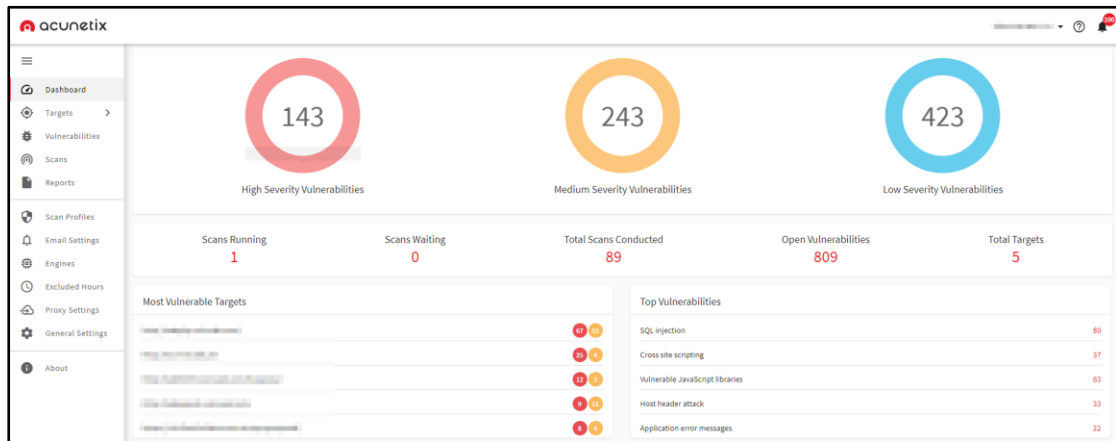 acunetix
100
Dashboard
Targets
Vulnerabilities
Scans
Reports
Scan Profiles
Email Settings
Engines
Excluded Hours
Proxy Settings
General Settings
About
143
243
423
High Severity Vulnerabilities
Medium Severity Vulnerabilities
Low Severity Vulnerabilities
Scans Running
1
Scans Waiting
0
Total Scans Conducted
89
Open Vulnerabilities
809
Total Targets
5
Most Vulnerable Targets
67
25 4
12
9 11
8
Top Vulnerabilities
SQL injection
Cross site scripting 37
Vulnerable JavaScript libraries 63
Host header attack 33
Application error messages 22